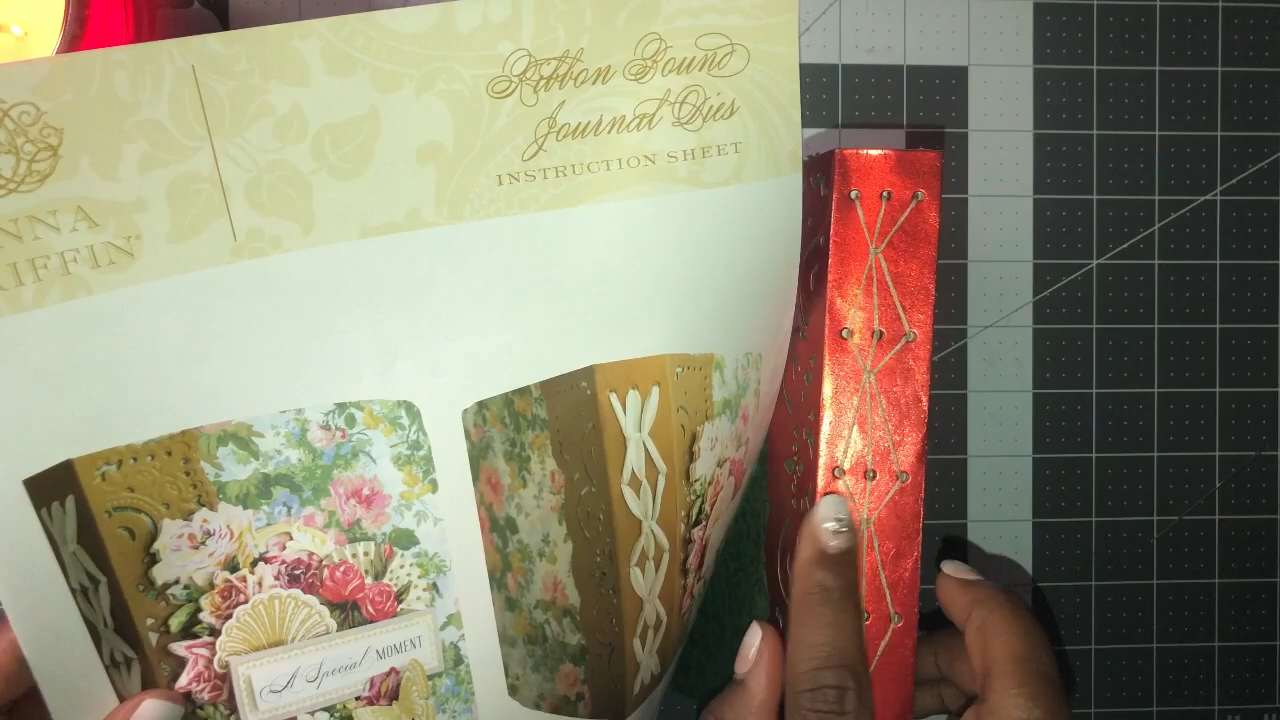 Ribbon Bound
Journal Dies
INSTRUCTION SHEET
NNA
RIFFIN®
A Special MOMENT